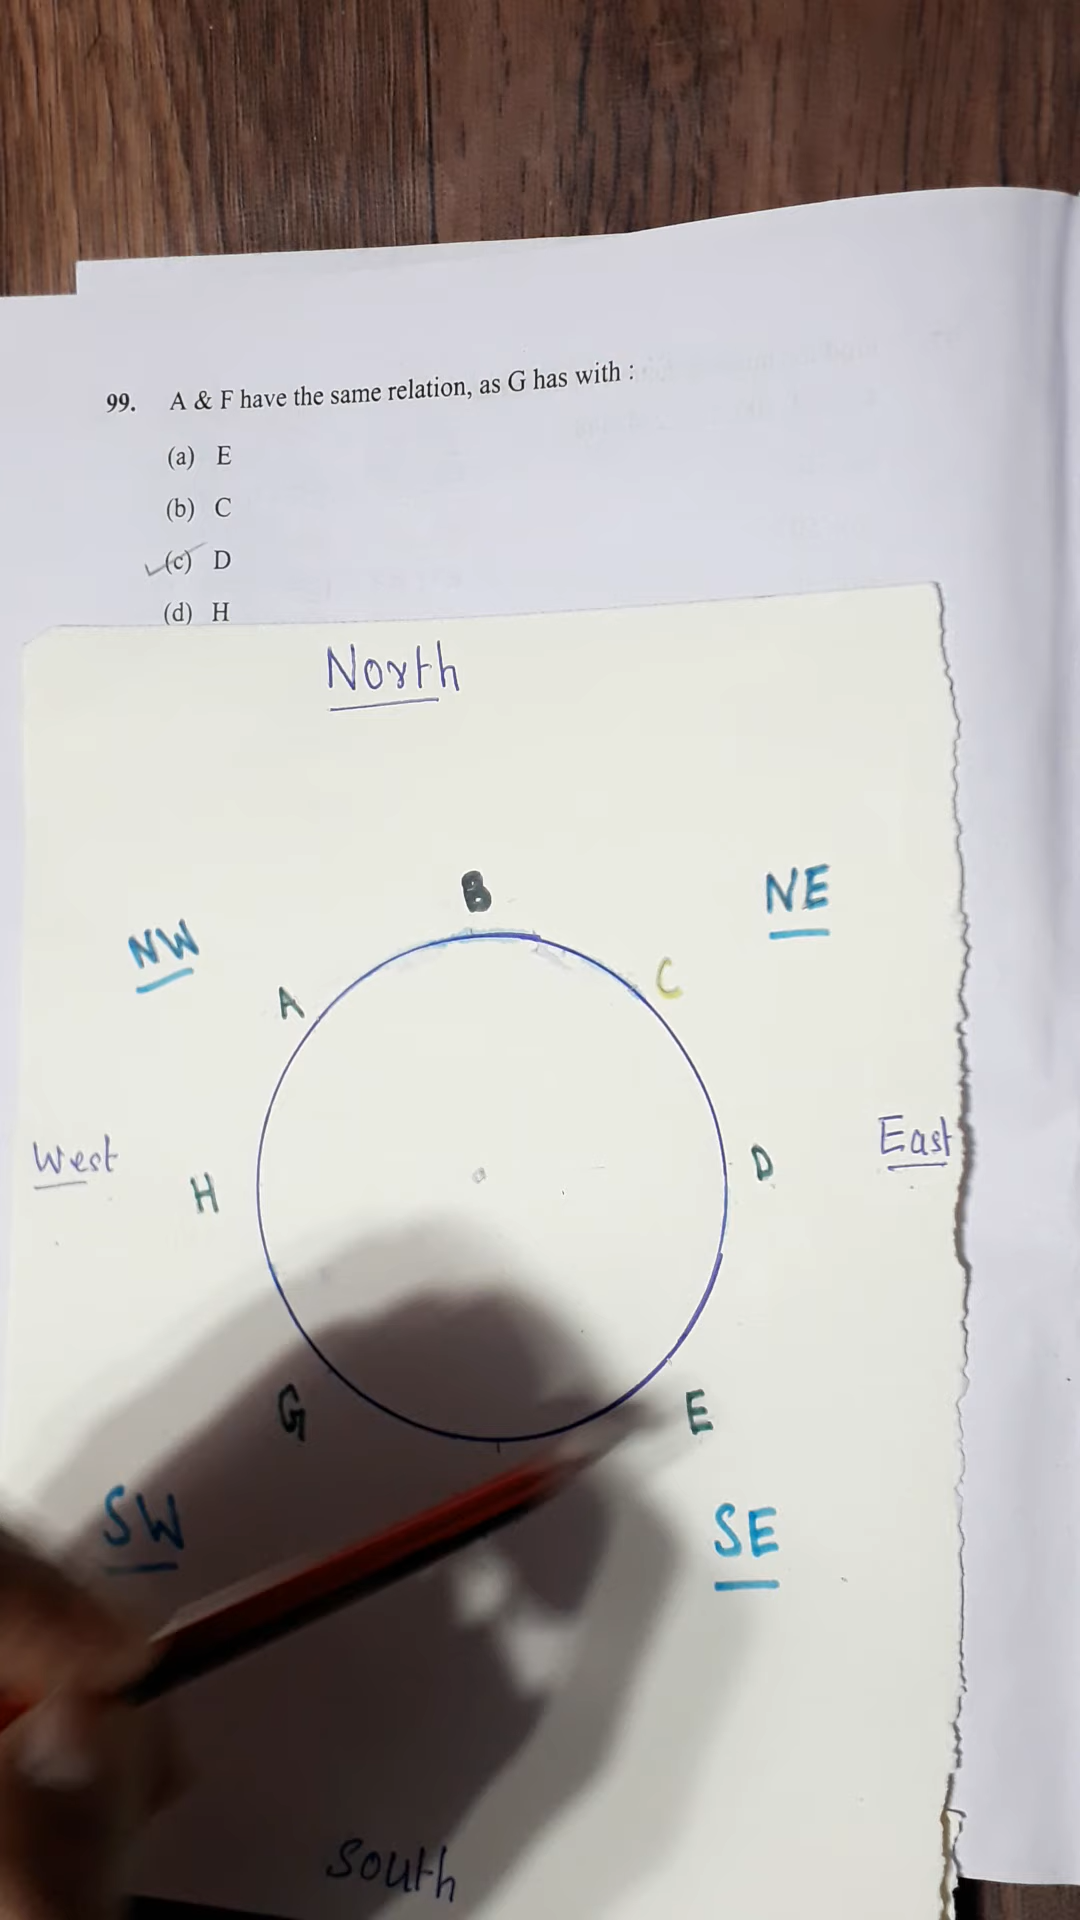 99. A & F have the same relation, as G has with :
(a) E
(b) C
(c) D
(d) H
North
B
NE
NW
A
C
West
East
H
D
G
E
SW
SE
South